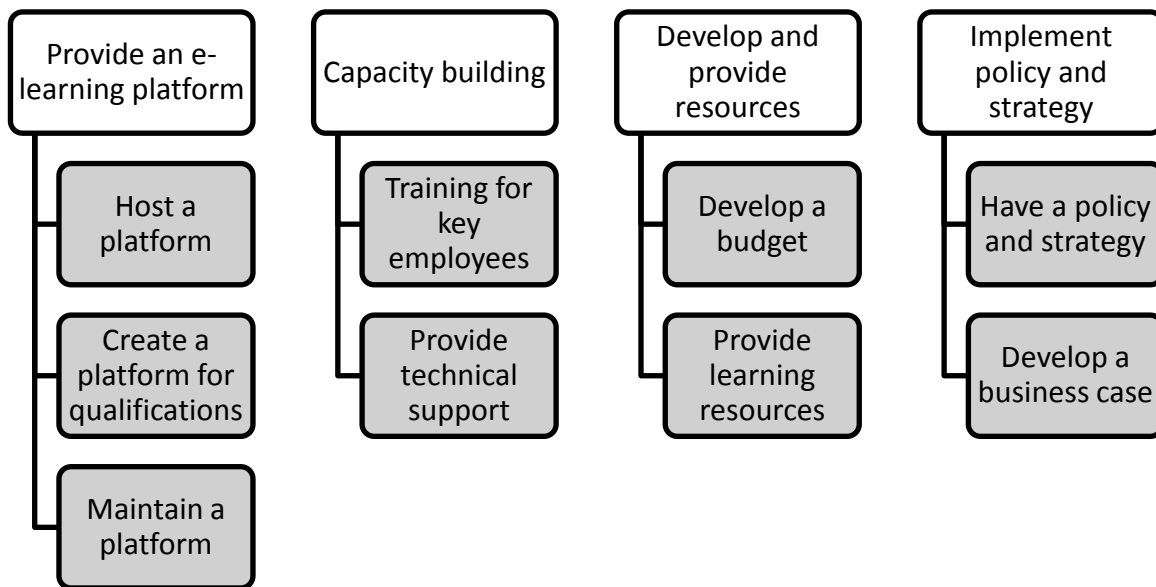 Provide an e-
learning platform
Host a
platform
Create a
platform for
qualifications
Maintain a
platform
Capacity building
Training for
key
employees
Provide
technical
support
Develop and
provide
resources
Develop a
budget
Provide
learning
resources
Implement
policy and
strategy
Have a policy
and strategy
Develop a
business case